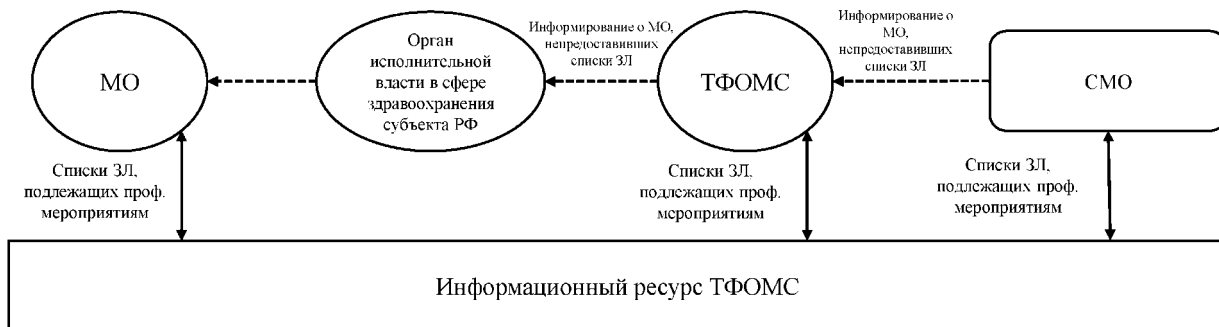 МО
Орган
исполнительной
власти в сфере
здравоохранения
субъекта РФ
Информирование о МО,
непредоставивших
списки ЗЛ
ТФОМС
Информирование о
МО,
непредоставивших
списки ЗЛ
СМО
Списки ЗЛ,
подлежащих проф.
мероприятиям
Списки ЗЛ,
подлежащих проф.
мероприятиям
Списки ЗЛ,
подлежащих проф.
мероприятиям
Информационный ресурс ТФОМС